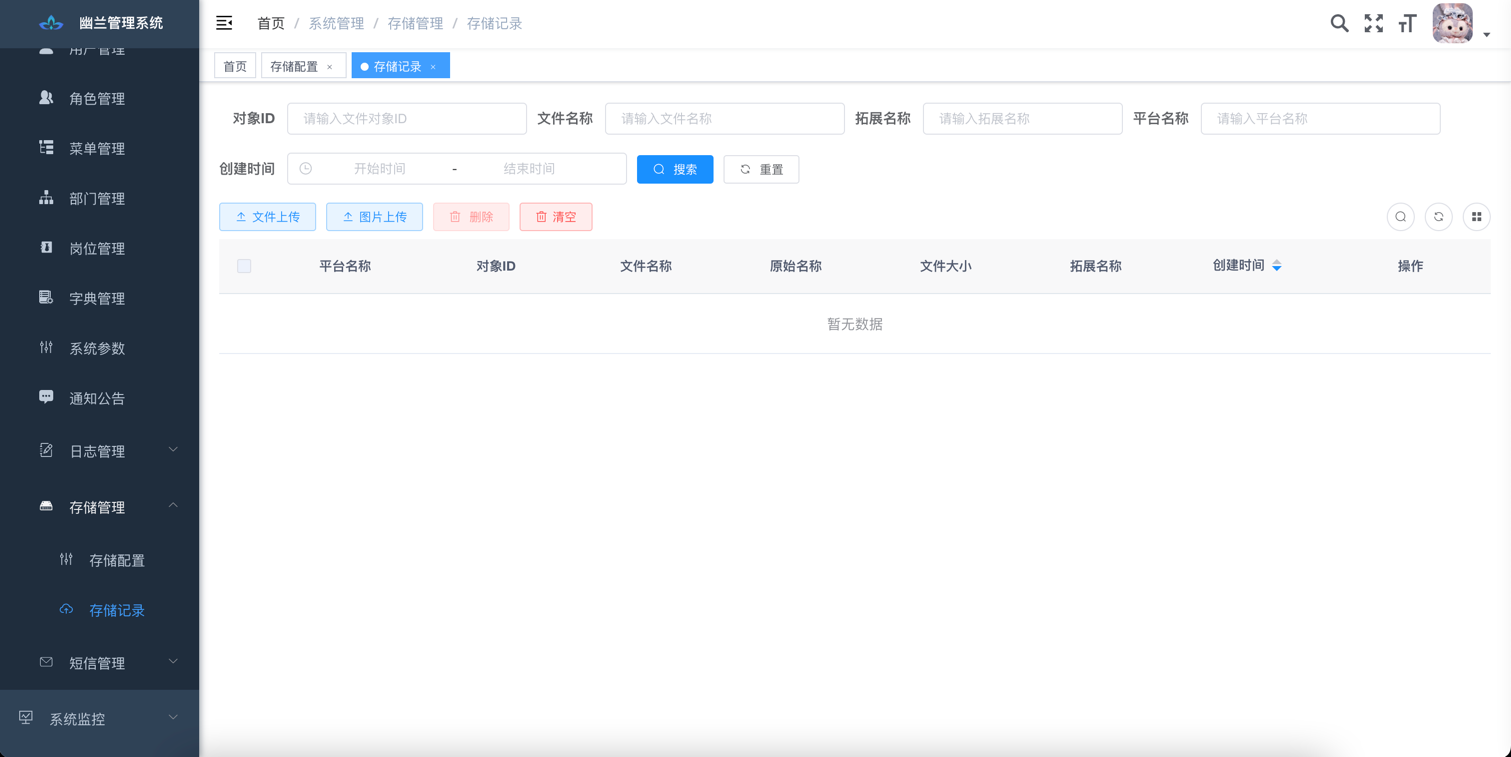 幽兰管理系统
用户管理
角色管理
菜单管理
部门管理
岗位管理
字典管理
系统参数
通知公告
日志管理
存储管理
存储配置
存储记录
短信管理
系统监控
首页 / 系统管理 / 存储管理 / 存储记录
首页 存储配置 × 存储记录 ×
对象ID 请输入文件对象ID 文件名称 请输入文件名称 拓展名称 请输入拓展名称 平台名称 请输入平台名称
创建时间 开始时间 - 结束时间 搜索 重置
文件上传 图片上传 删除 清空
平台名称 对象ID 文件名称 原始名称 文件大小 拓展名称 创建时间 操作
暂无数据